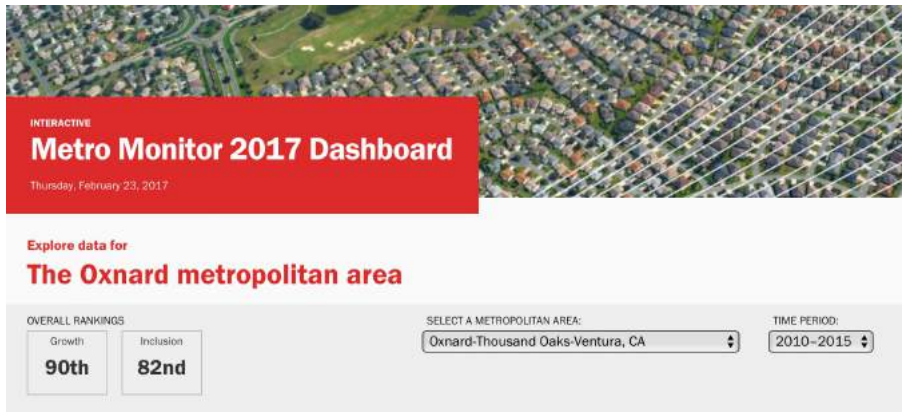 INTERACTIVE
Metro Monitor 2017 Dashboard
Thursday, February 23, 2017
Explore data for
The Oxnard metropolitan area
OVERALL RANKINGS
Growth
90th
Inclusion
82nd
SELECT A METROPOLITAN AREA:
Oxnard-Thousand Oaks-Ventura, CA
TIME PERIOD:
2010–2015